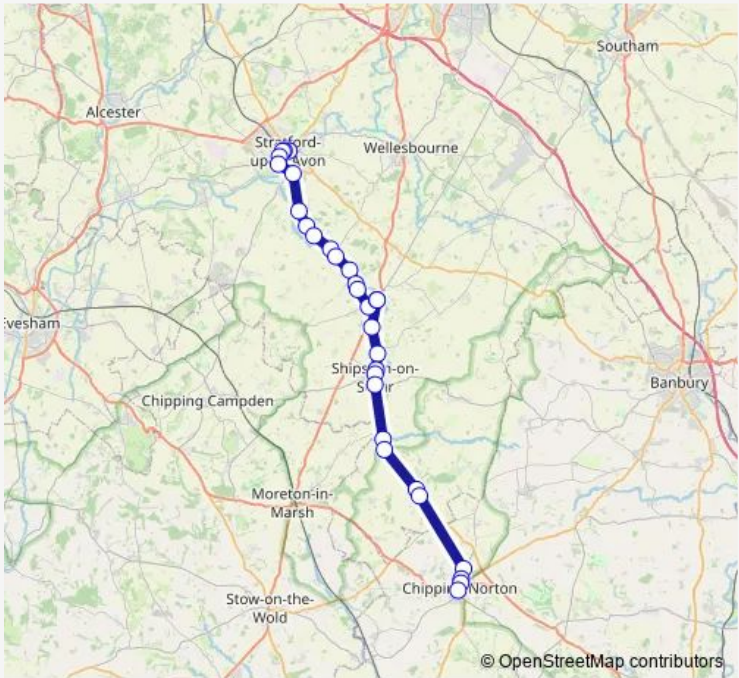 Southam
Alcester
Stratford-
upon-Avon
Wellesbourne
Evesham
Shipston-on-
Stour
Banbury
Chipping Campden
Moreton-in-
Marsh
Chipping Norton
Stow-on-the-
Wold
© OpenStreetMap contributors